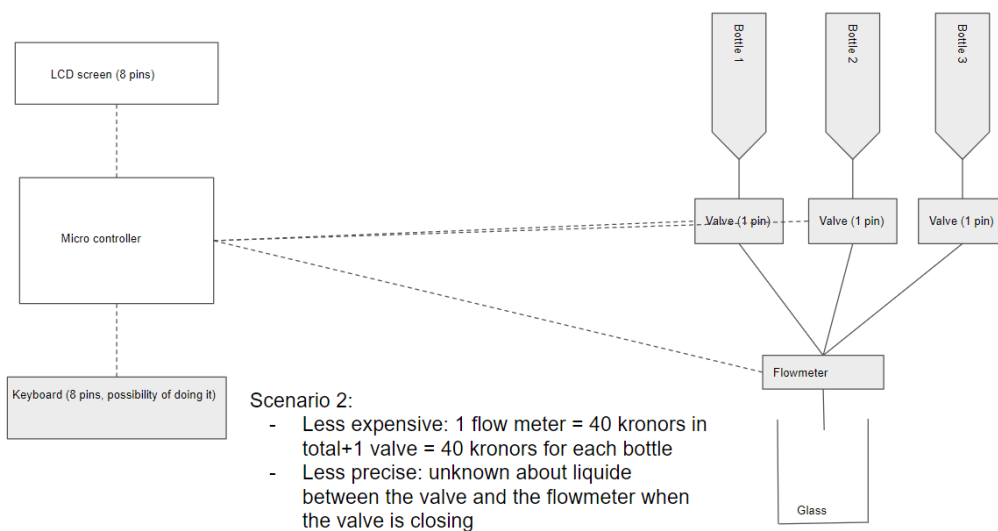 LCD screen (8 pins)
Micro controller
Keyboard (8 pins, possibility of doing it)
Bottle 1
Bottle 2
Bottle 3
Valve (1 pin)
Valve (1 pin)
Valve (1 pin)
Flowmeter
Glass
Scenario 2:
- Less expensive: 1 flow meter = 40 kronors in
total+1 valve = 40 kronors for each bottle
- Less precise: unknown about liquide
between the valve and the flowmeter when
the valve is closing